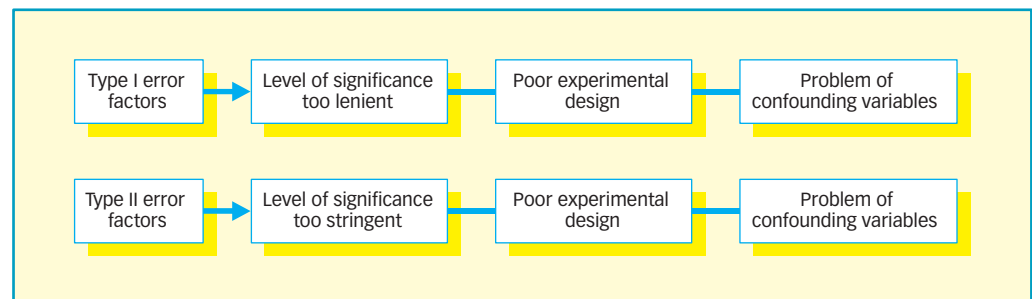 Type I error
factors
Level of significance
too lenient
Poor experimental
design
Problem of
confounding variables
Type II error
factors
Level of significance
too stringent
Poor experimental
design
Problem of
confounding variables